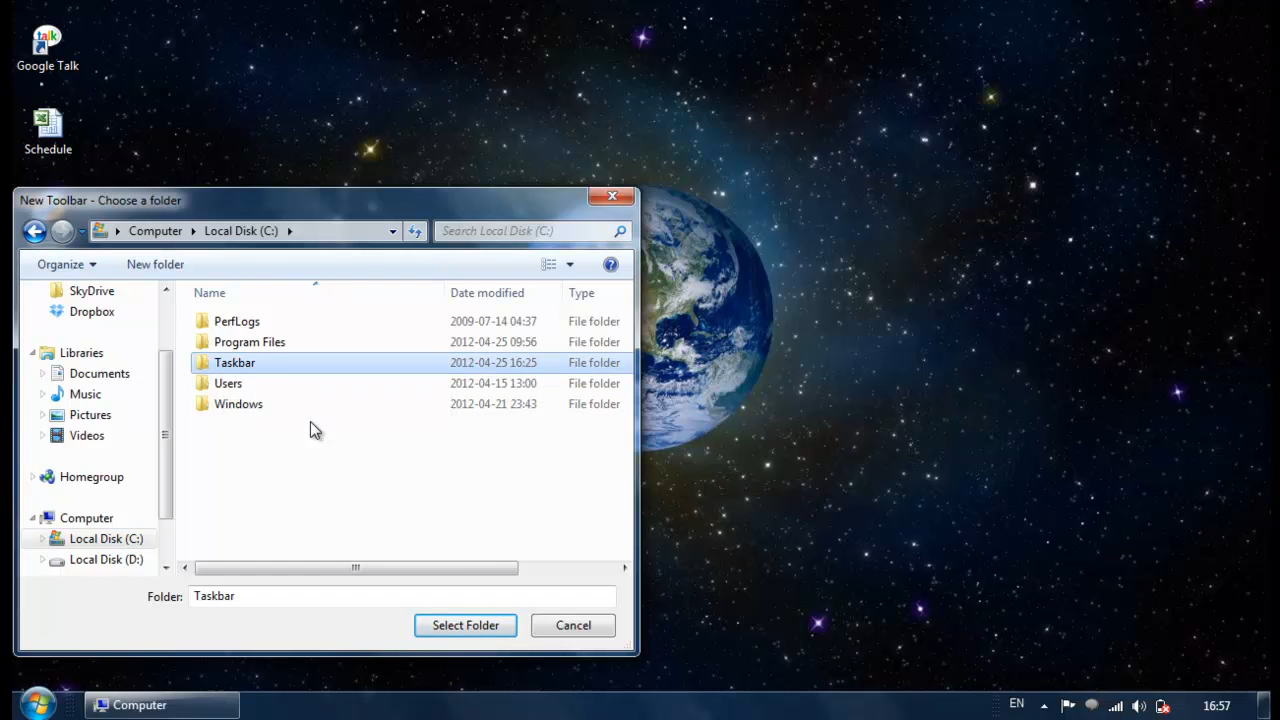 talk
Google Talk
Schedule
New Toolbar - Choose a folder
Computer Local Disk (C:) Search Local Disk (C:)
Organize New folder
Name Date modified Type
SkyDrive
Dropbox
Libraries
Documents
Music
Pictures
Videos
Homegroup
Computer
Local Disk (C:)
Local Disk (D:)
PerfLogs 2009-07-14 04:37 File folder
Program Files 2012-04-25 09:56 File folder
Taskbar 2012-04-25 16:25 File folder
Users 2012-04-15 13:00 File folder
Windows 2012-04-21 23:43 File folder
Folder: Taskbar
Select Folder Cancel
Computer EN 16:57